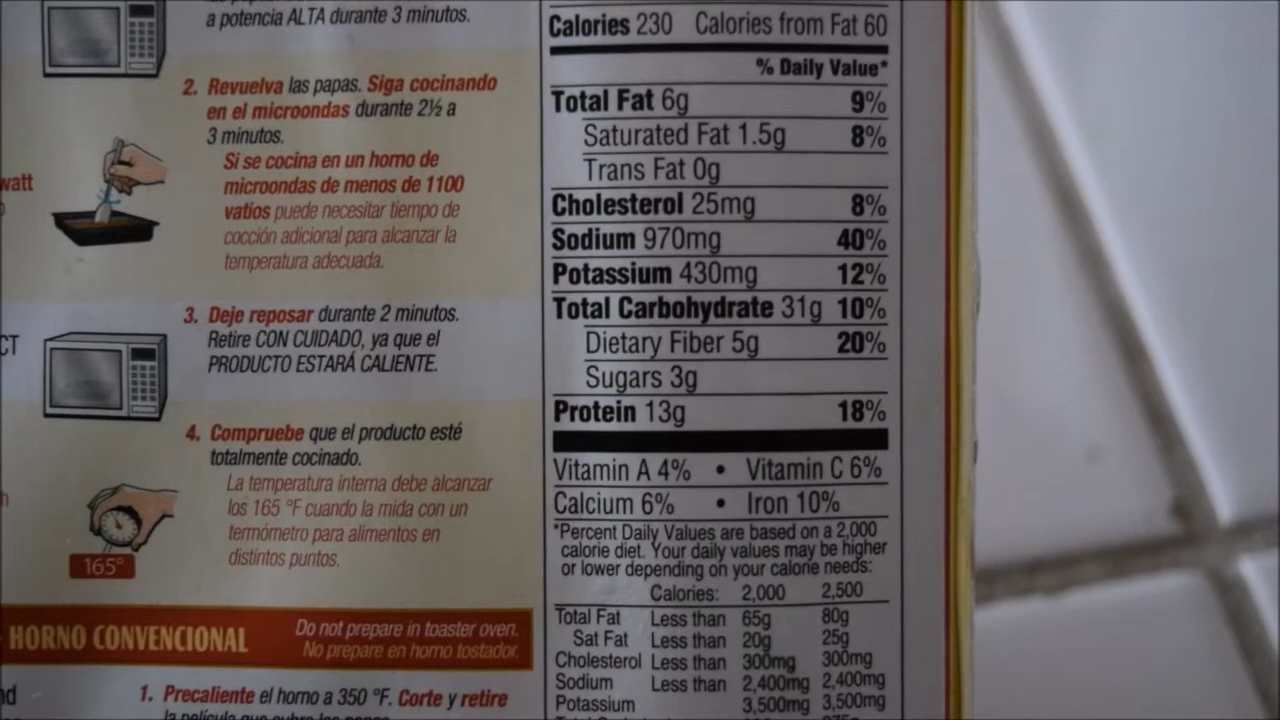 a potencia ALTA durante 3 minutos.
2. Revuelva las papas. Siga cocinando
en el microondas durante 2½ a
3 minutos.
Si se cocina en un horno de
microondas de menos de 1100
vatios puede necesitar tiempo de
cocción adicional para alcanzar la
temperatura adecuada.
watt
3. Deje reposar durante 2 minutos.
Retire CON CUIDADO, ya que el
PRODUCTO ESTARÁ CALIENTE.
CT
4. Compruebe que el producto esté
totalmente cocinado.
La temperatura interna debe alcanzar
los 165 °F cuando la mida con un
termómetro para alimentos en
distintos puntos.
165°
HORNO CONVENCIONAL
Do not prepare in toaster oven.
No prepare en horno tostador.
1. Precaliente el horno a 350 °F. Corte y retire
la película que cubre las papas
Calories 230 Calories from Fat 60
% Daily Value*
Total Fat 6g 9%
Saturated Fat 1.5g 8%
Trans Fat 0g
Cholesterol 25mg 8%
Sodium 970mg 40%
Potassium 430mg 12%
Total Carbohydrate 31g 10%
Dietary Fiber 5g 20%
Sugars 3g
Protein 13g 18%
Vitamin A 4% • Vitamin C 6%
Calcium 6% • Iron 10%
*Percent Daily Values are based on a 2,000
calorie diet. Your daily values may be higher
or lower depending on your calorie needs:
Calories: 2,000 2,500
Total Fat Less than 65g 80g
Sat Fat Less than 20g 25g
Cholesterol Less than 300mg 300mg
Sodium Less than 2,400mg 2,400mg
Potassium 3,500mg 3,500mg